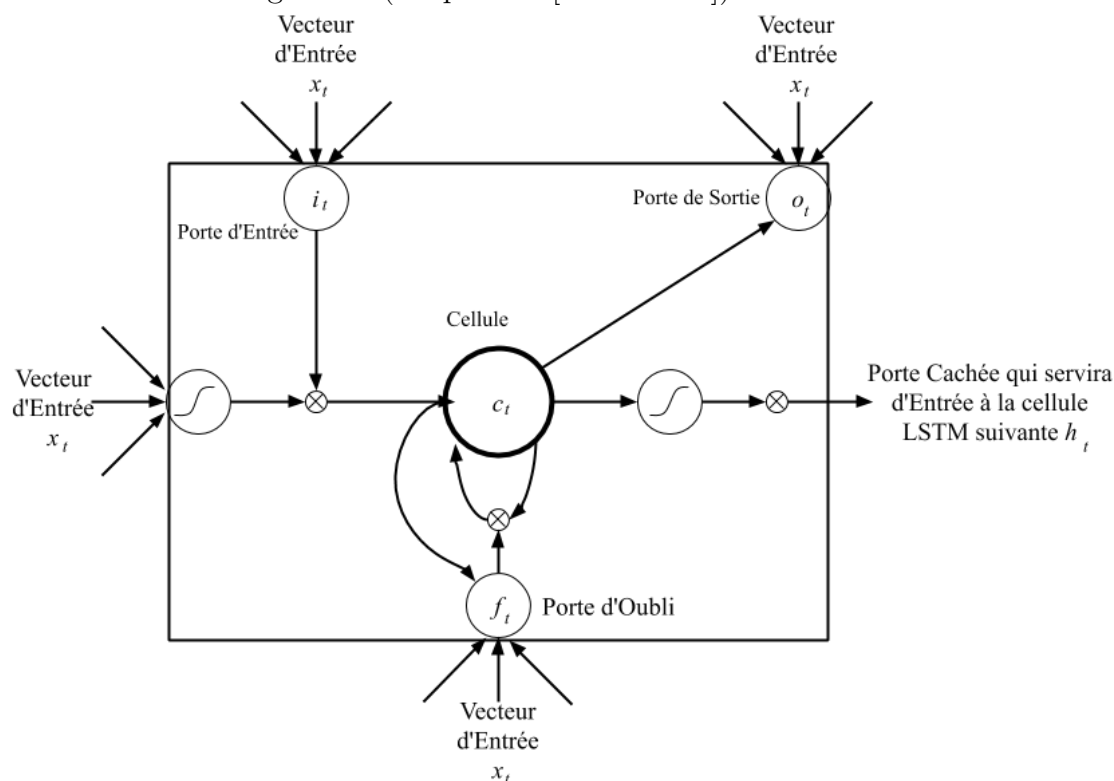 Vecteur
d'Entrée
x_t
Vecteur
d'Entrée
x_t
i_t
Porte d'Entrée
Porte de Sortie
o_t
Cellule
Vecteur
d'Entrée
x_t
c_t
Porte Cachée qui servira
d'Entrée à la cellule
LSTM suivante h_t
f_t
Porte d'Oubli
Vecteur
d'Entrée
x_t